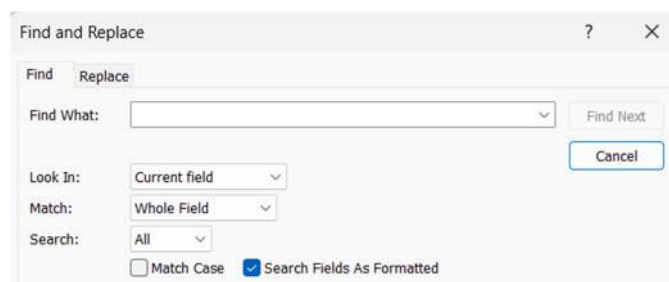 Find and Replace ?
Find Replace
Find What: Find Next
Cancel
Look In: Current field
Match: Whole Field
Search: All
Match Case Search Fields As Formatted